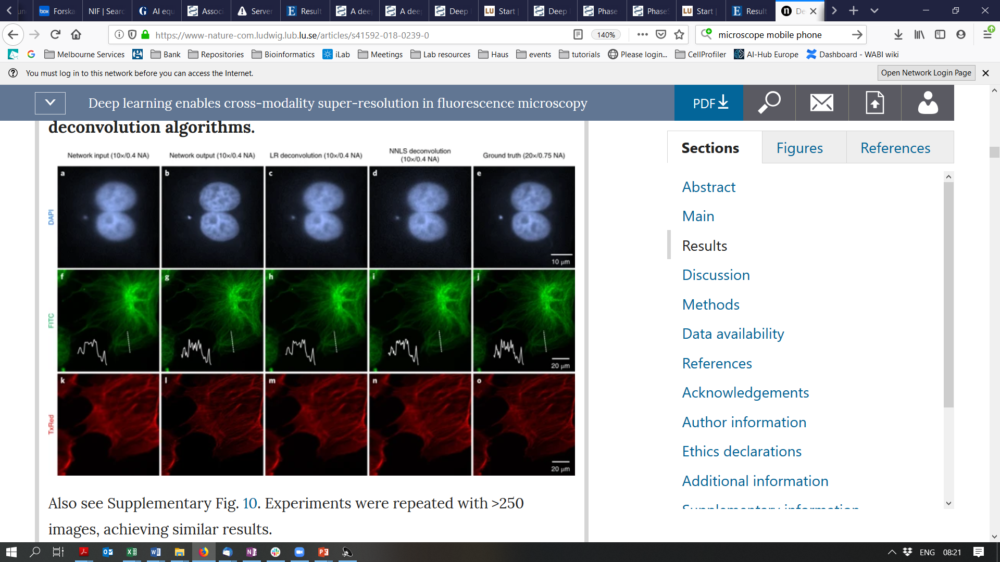 Forska
NIF | Sear
AI equ
Associ
Server
Result
A deep
A deep
Deep
LU Start |
Deep
Phase
PhaseS
LU Start |
Result
De
https://www-nature-com.ludwig.lub.lu.se/articles/s41592-018-0239-0
140%
microscope mobile phone
Melbourne Services
Bank
Repositories
Bioinformatics
iLab
Meetings
Lab resources
Haus
events
tutorials
Please login...
CellProfiler
AI-Hub Europe
Dashboard - WABI wiki
You must log in to this network before you can access the Internet.
Open Network Login Page
Deep learning enables cross-modality super-resolution in fluorescence microscopy
PDF
deconvolution algorithms.
Network input (10×/0.4 NA)
Network output (10×/0.4 NA)
LR deconvolution (10×/0.4 NA)
NNLS deconvolution
(10×/0.4 NA)
Ground truth (20×/0.75 NA)
DAPI
a
b
c
d
e
10 μm
FITC
f
g
h
i
j
20 μm
TxRed
k
l
m
n
o
20 μm
Also see Supplementary Fig. 10. Experiments were repeated with >250
images, achieving similar results.
Sections
Figures
References
Abstract
Main
Results
Discussion
Methods
Data availability
References
Acknowledgements
Author information
Ethics declarations
Additional information
Supplementary information
ENG
08:21